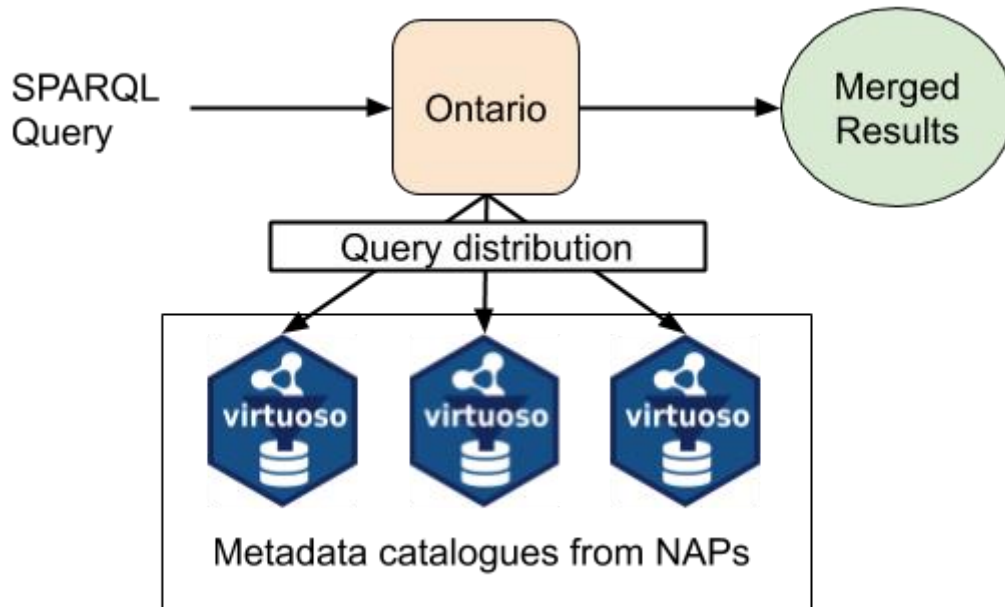 SPARQL
Query
Ontario
Merged
Results
Query distribution
virtuoso
virtuoso
virtuoso
Metadata catalogues from NAPs